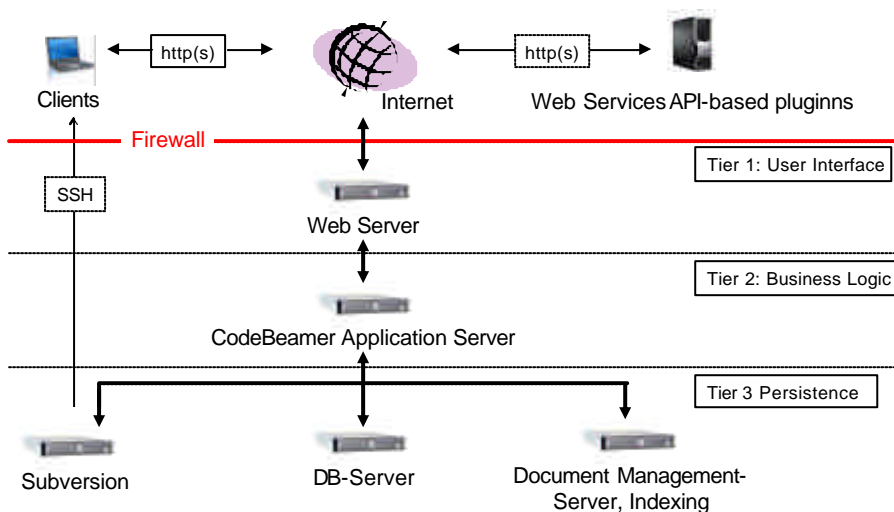 http(s)
http(s)
Clients
Internet
Web Services API-based pluginns
Firewall
Tier 1: User Interface
SSH
Web Server
Tier 2: Business Logic
CodeBeamer Application Server
Tier 3 Persistence
Subversion
DB-Server
Document Management-
Server, Indexing